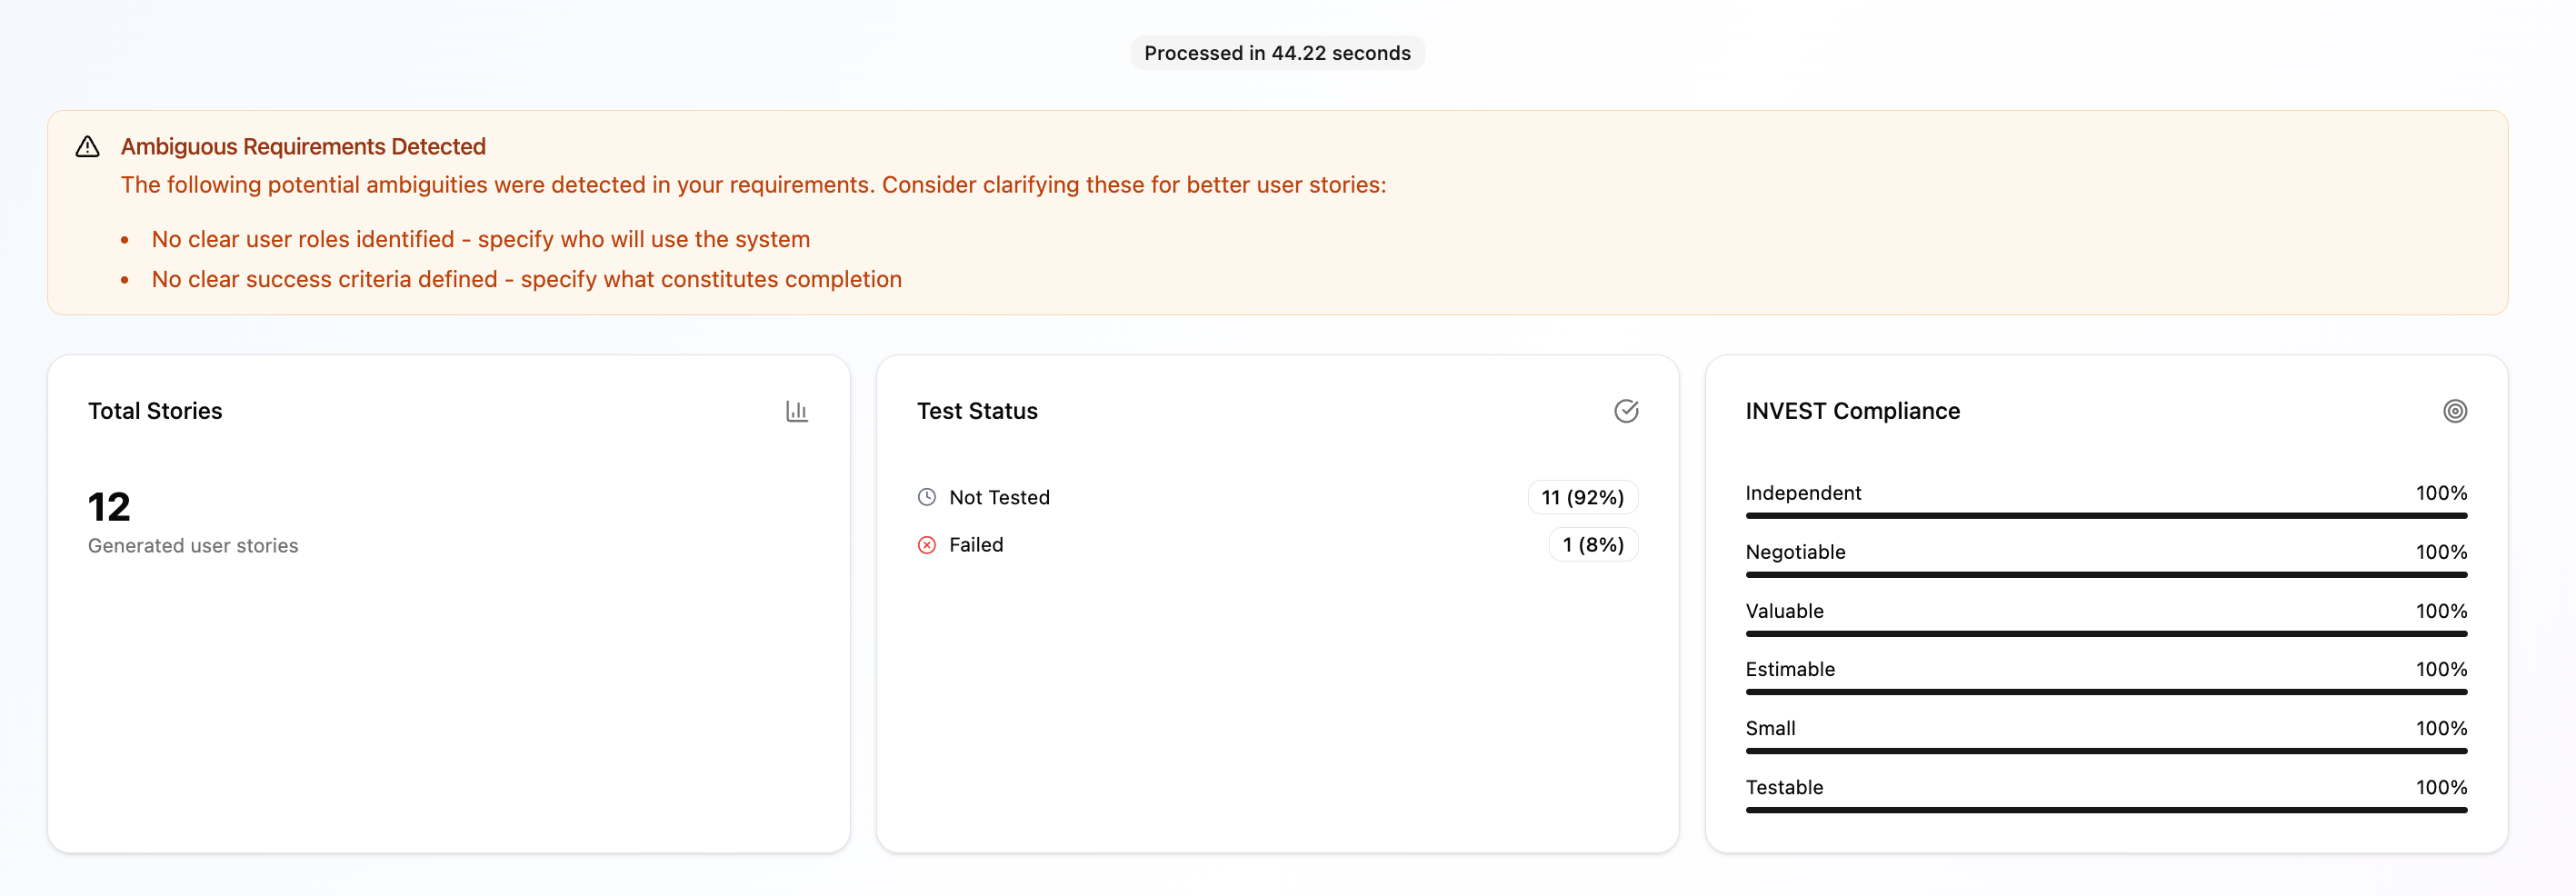 Processed in 44.22 seconds
Ambiguous Requirements Detected
The following potential ambiguities were detected in your requirements. Consider clarifying these for better user stories:
• No clear user roles identified - specify who will use the system
• No clear success criteria defined - specify what constitutes completion
Total Stories
12
Generated user stories
Test Status
Not Tested 11 (92%)
Failed 1 (8%)
INVEST Compliance
Independent 100%
Negotiable 100%
Valuable 100%
Estimable 100%
Small 100%
Testable 100%